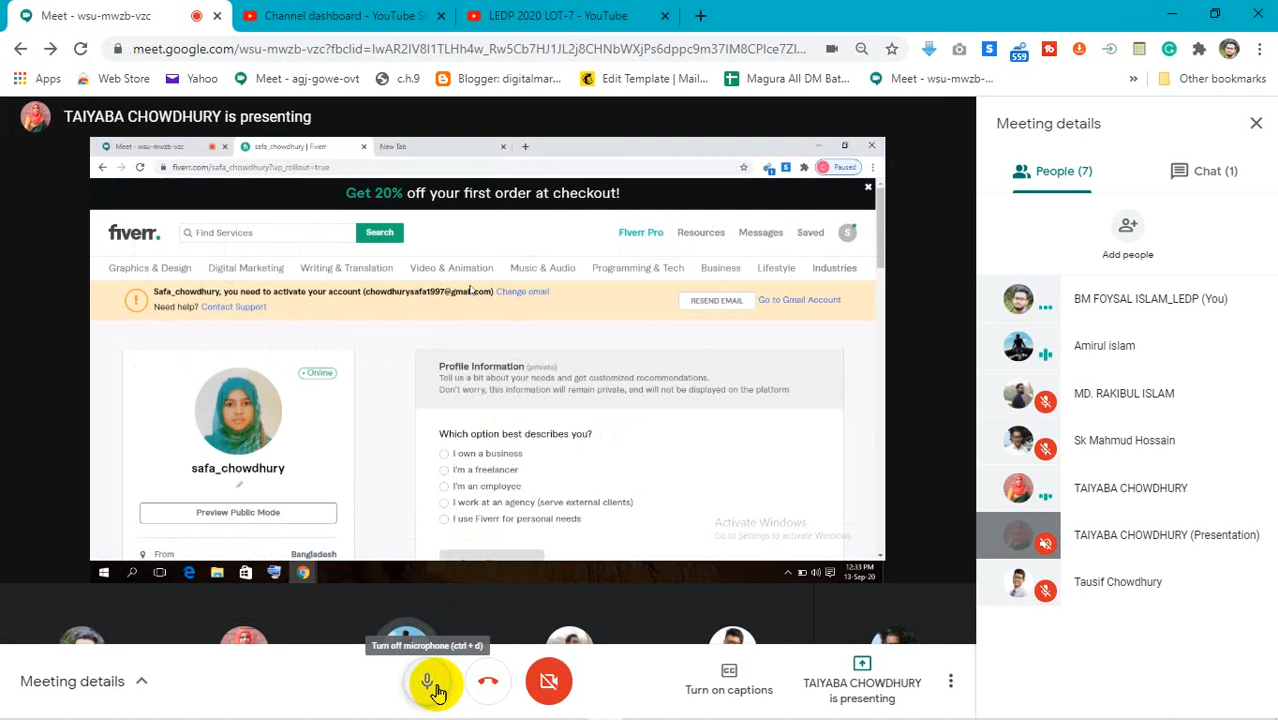 Meet - wsu-mwzb-vzc
Channel dashboard - YouTube St
LEDP 2020 LOT-7 - YouTube
meet.google.com/wsu-mwzb-vzc?fbclid=IwAR2IV8I1TLHh4w_Rw5Cb7HJ1JL2j8CHNbWXjPs6dppc9m37IM8CPIce7ZC...
559
Apps
Web Store
Yahoo
Meet - agj-gowe-ovt
c.h.9
Blogger: digitalmar...
Edit Template | Mail...
Magura All DM Bat...
Meet - wsu-mwzb-...
»
Other bookmarks
TAIYABA CHOWDHURY is presenting
Meet - wsu-mwzb-vzc
safa_chowdhury | Fiverr
New Tab
fiverr.com/safa_chowdhury?up_rollout=true
Paused
Get 20% off your first order at checkout!
fiverr.
Find Services
Search
Fiverr Pro
Resources
Messages
Saved
S
Graphics & Design
Digital Marketing
Writing & Translation
Video & Animation
Music & Audio
Programming & Tech
Business
Lifestyle
Industries
Safa_chowdhury, you need to activate your account (chowdhurysafa1997@gmail.com) Change email
Need help? Contact Support
RESEND EMAIL
Go to Gmail Account
• Online
safa_chowdhury
Preview Public Mode
From
Bangladesh
Profile Information (private)
Tell us a bit about your needs and get customized recommendations.
Don't worry, this information will remain private, and will not be displayed on the platform
Which option best describes you?
I own a business
I'm a freelancer
I'm an employee
I work at an agency (serve external clients)
I use Fiverr for personal needs
Activate Windows
Go to Settings to activate Windows.
12:33 PM
13-Sep-20
Meeting details
People (7)
Chat (1)
Add people
BM FOYSAL ISLAM_LEDP (You)
Amirul islam
MD. RAKIBUL ISLAM
Sk Mahmud Hossain
TAIYABA CHOWDHURY
TAIYABA CHOWDHURY (Presentation)
Tausif Chowdhury
Turn off microphone (ctrl + d)
Meeting details
Turn on captions
TAIYABA CHOWDHURY
is presenting